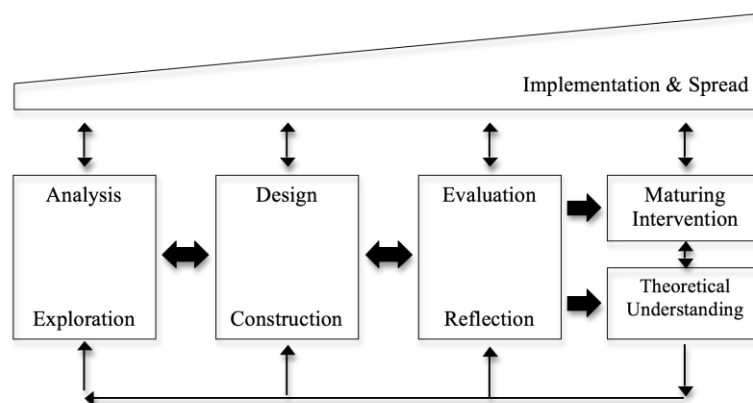 Implementation & Spread
Analysis
Exploration
Design
Construction
Evaluation
Reflection
Maturing
Intervention
Theoretical
Understanding